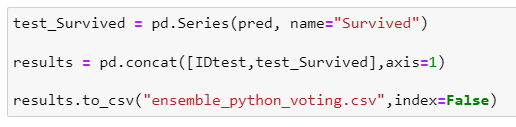 test_Survived = pd.Series(pred, name="Survived")
results = pd.concat([IDtest,test_Survived],axis=1)
results.to_csv("ensemble_python_voting.csv",index=False)